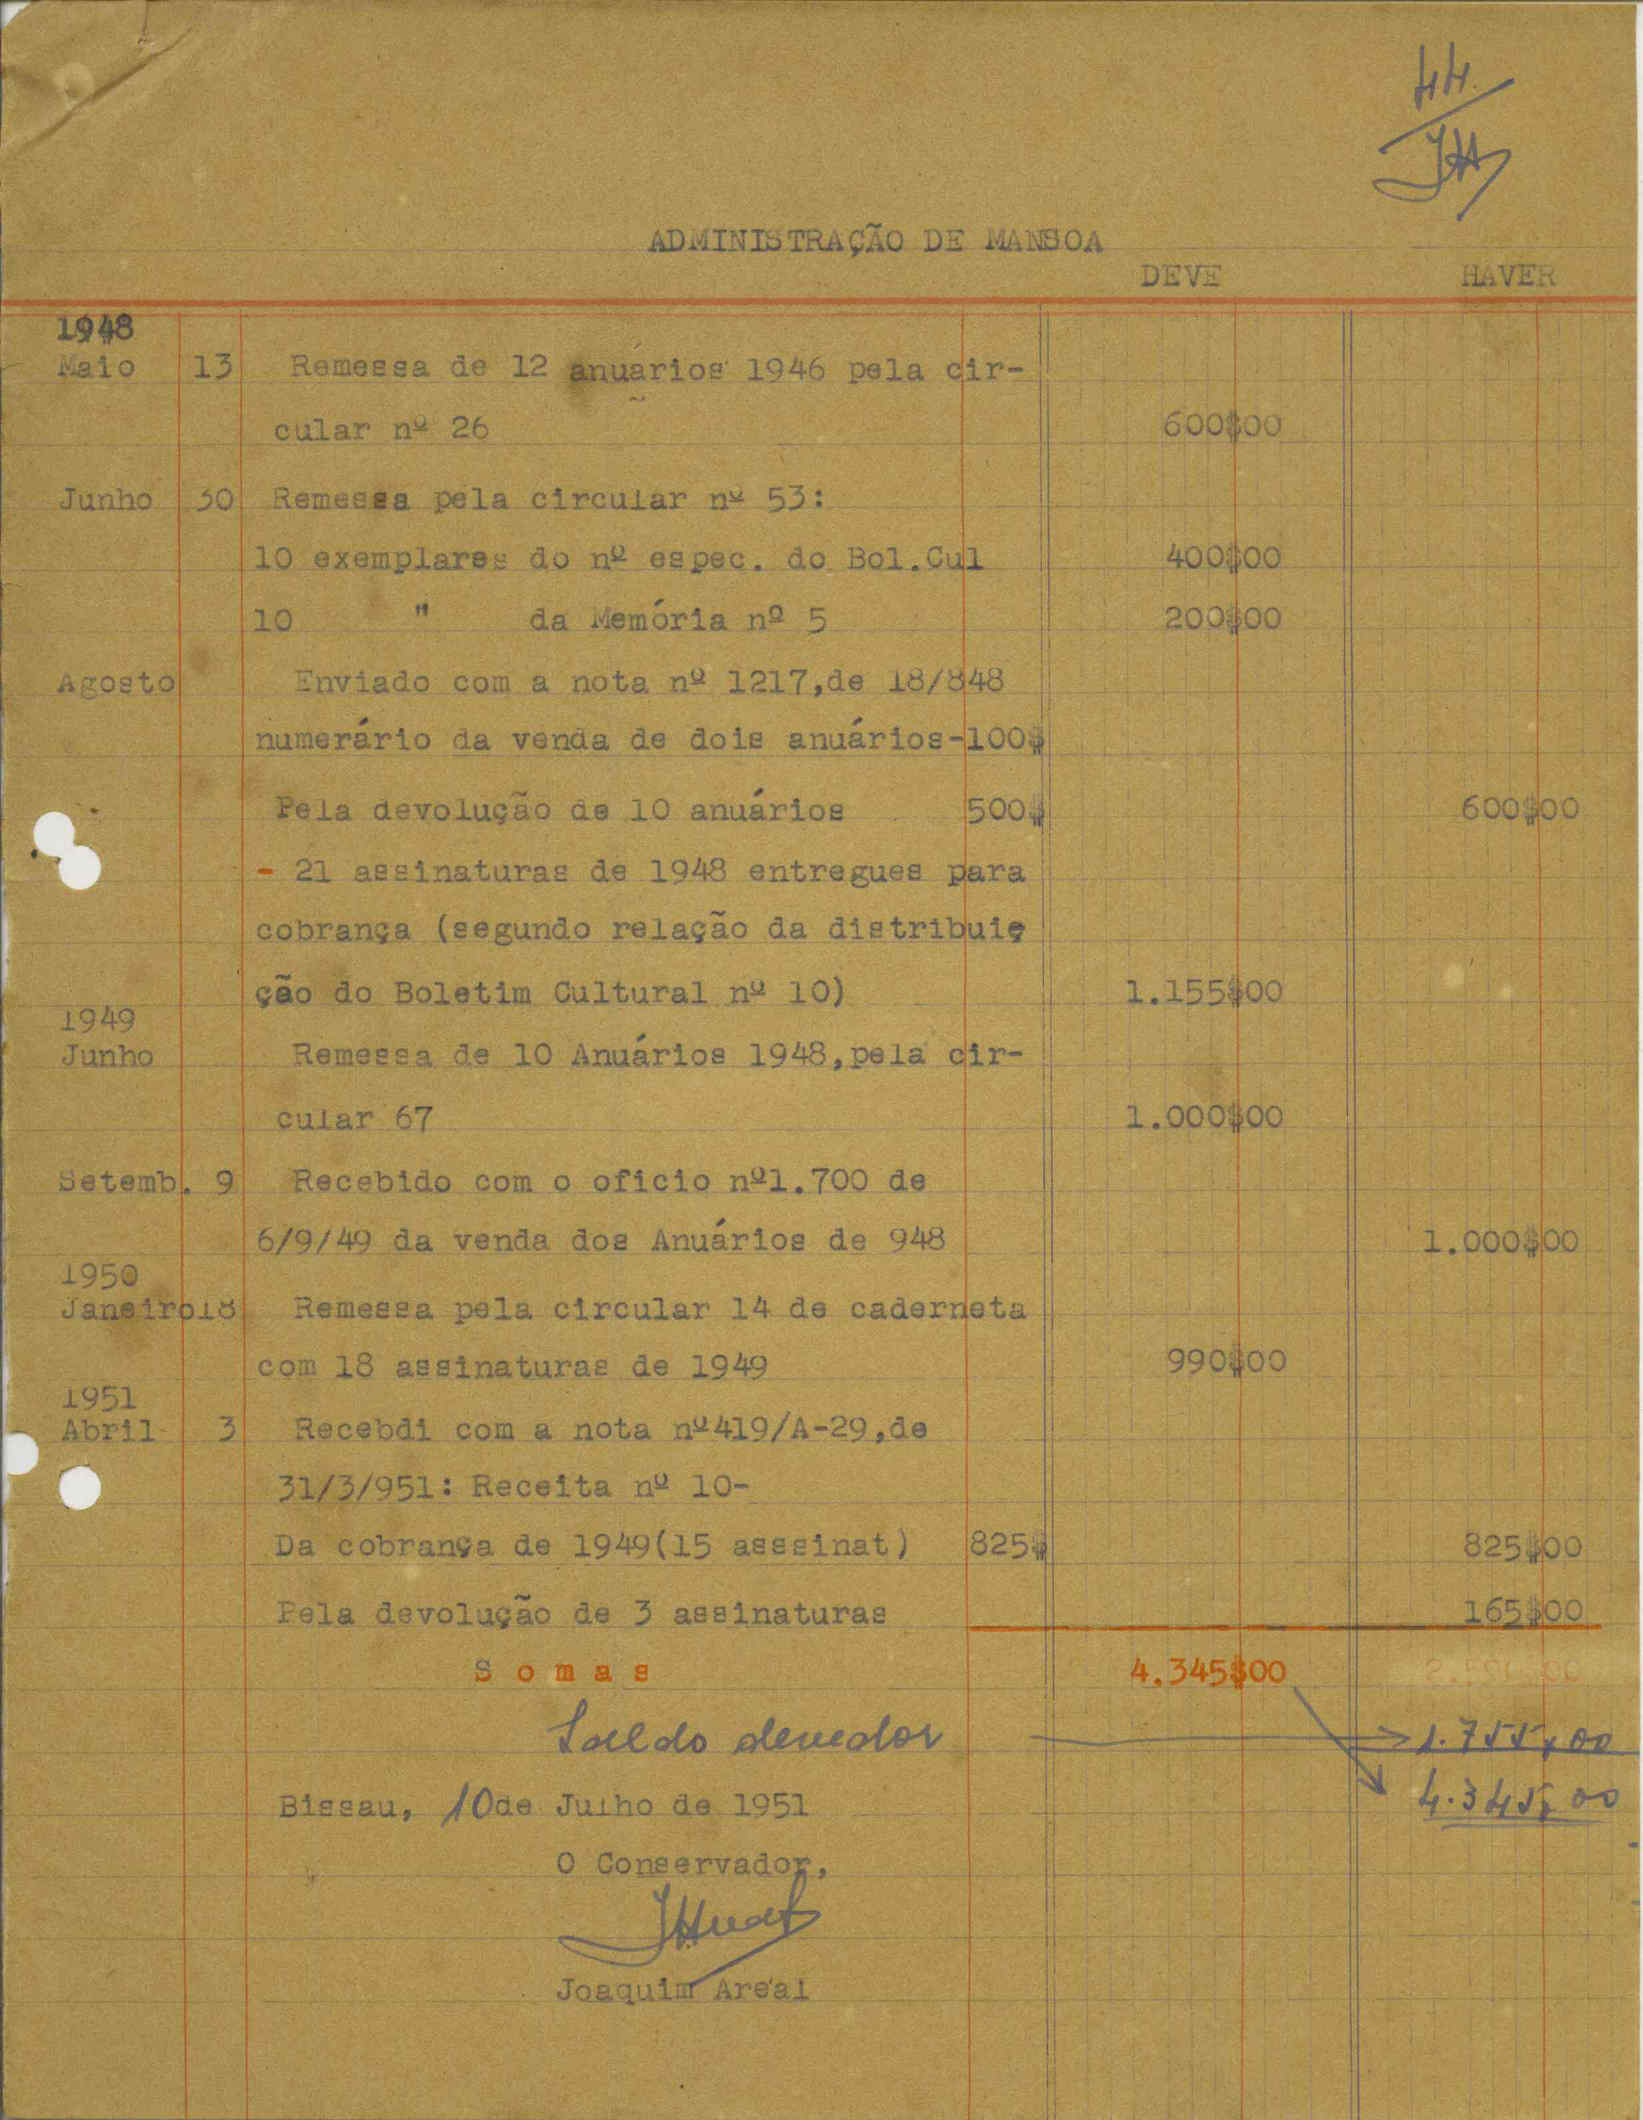 44.
ADMINISTRAÇÃO DE MANSOA
DEVE HAVER
1948
Maio 13 Remessa de 12 anuários 1946 pela cir-
cular nº 26 600$00
Junho 30 Remessa pela circular nº 53:
10 exemplares do nº espec. do Bol.Cul 400$00
10 " da Memória nº 5 200$00
Agosto Enviado com a nota nº 1217,de 18/848
numerário da venda de dois anuários-100$
Pela devolução de 10 anuários 500$ 600$00
- 21 assinaturas de 1948 entregues para
cobrança (segundo relação da distribuiç
ção do Boletim Cultural nº 10) 1.155$00
1949
Junho Remessa de 10 Anuários 1948,pela cir-
cular 67 1.000$00
Setemb. 9 Recebido com o oficio nº1.700 de
6/9/49 da venda dos Anuários de 948 1.000$00
1950
Janeiro18 Remessa pela circular 14 de caderneta
com 18 assinaturas de 1949 990$00
1951
Abril 3 Recebdi com a nota nº419/A-29,de
31/3/951: Receita nº 10-
Da cobrança de 1949(15 asssinat) 825$ 825$00
Pela devolução de 3 assinaturas 165$00
Somas 4.345$00
Saldo devedor 1.755,00
4.345,00
Bissau, 10de Julho de 1951
O Conservador,
Joaquim Areal